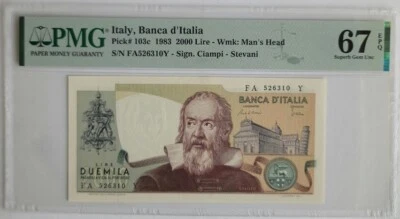 PMG
PAPER MONEY GUARANTY
Italy, Banca d'Italia
Pick# 103c 1983 2000 Lire - Wmk: Man's Head
S/N FA526310Y - Sign. Ciampi - Stevani
67 EPQ
Superb Gem Unc
FA 526310 Y
BANCA D'ITALIA
LIRE
DUEMILA
FA 526310